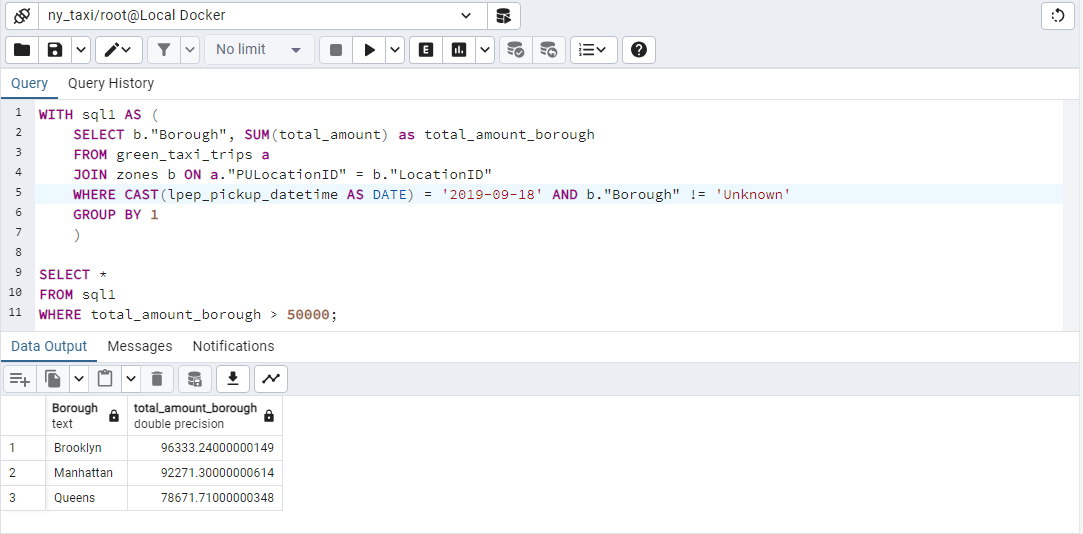 ny_taxi/root@Local Docker
No limit
E
Query Query History
1 WITH sql1 AS (
2 SELECT b."Borough", SUM(total_amount) as total_amount_borough
3 FROM green_taxi_trips a
4 JOIN zones b ON a."PULocationID" = b."LocationID"
5 WHERE CAST(lpep_pickup_datetime AS DATE) = '2019-09-18' AND b."Borough" != 'Unknown'
6 GROUP BY 1
7 )
8
9 SELECT *
10 FROM sql1
11 WHERE total_amount_borough > 50000;
Data Output Messages Notifications
Borough total_amount_borough
text double precision
1 Brooklyn 96333.24000000149
2 Manhattan 92271.30000000614
3 Queens 78671.71000000348